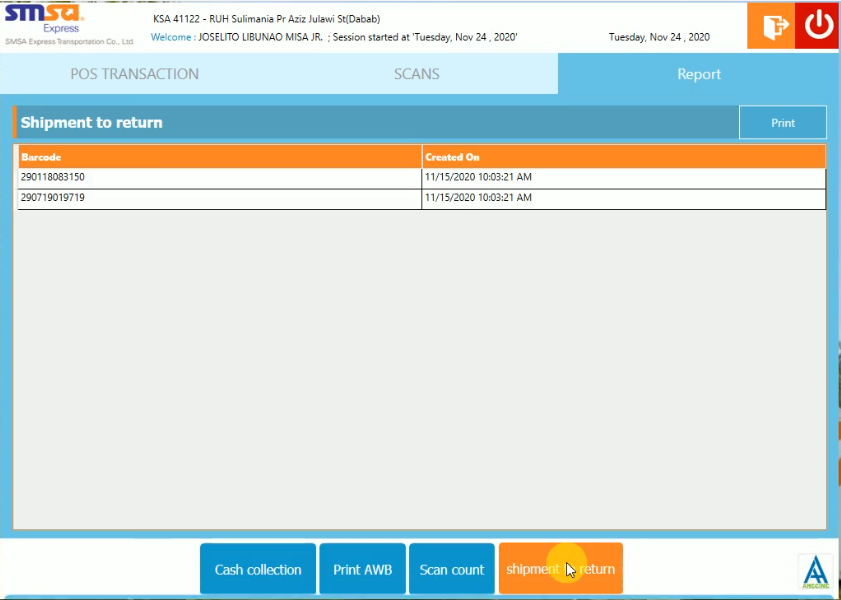 smsa
Express
SMSA Express Transportation Co., Ltd.
KSA 41122 - RUH Sulimania Pr Aziz Julawi St(Dabab)
Welcome : JOSELITO LIBUNAO MISA JR. ; Session started at 'Tuesday, Nov 24 , 2020'
Tuesday, Nov 24 , 2020
POS TRANSACTION
SCANS
Report
Shipment to return
Print
Barcode
Created On
290118083150
11/15/2020 10:03:21 AM
290719019719
11/15/2020 10:03:21 AM
Cash collection
Print AWB
Scan count
shipment return